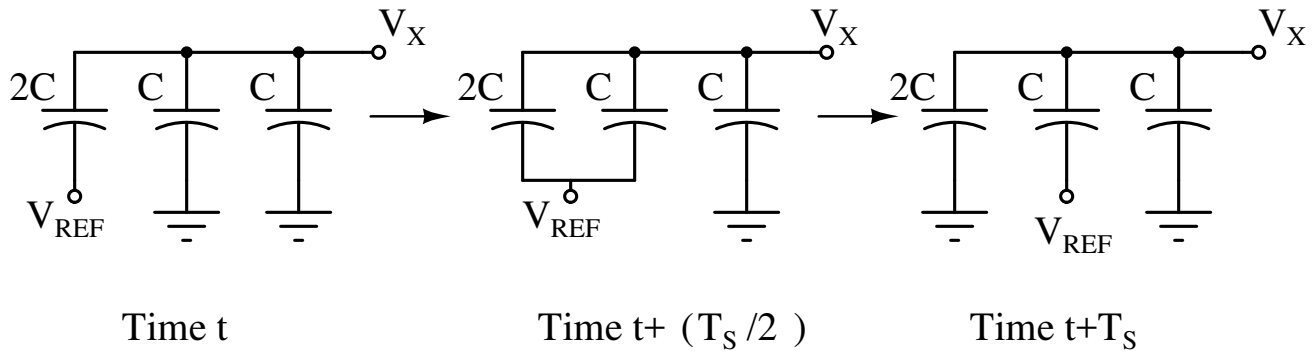 V_X V_X V_X
2C C C 2C C C 2C C C
V_REF V_REF V_REF
Time t Time t+ (T_S /2 ) Time t+T_S